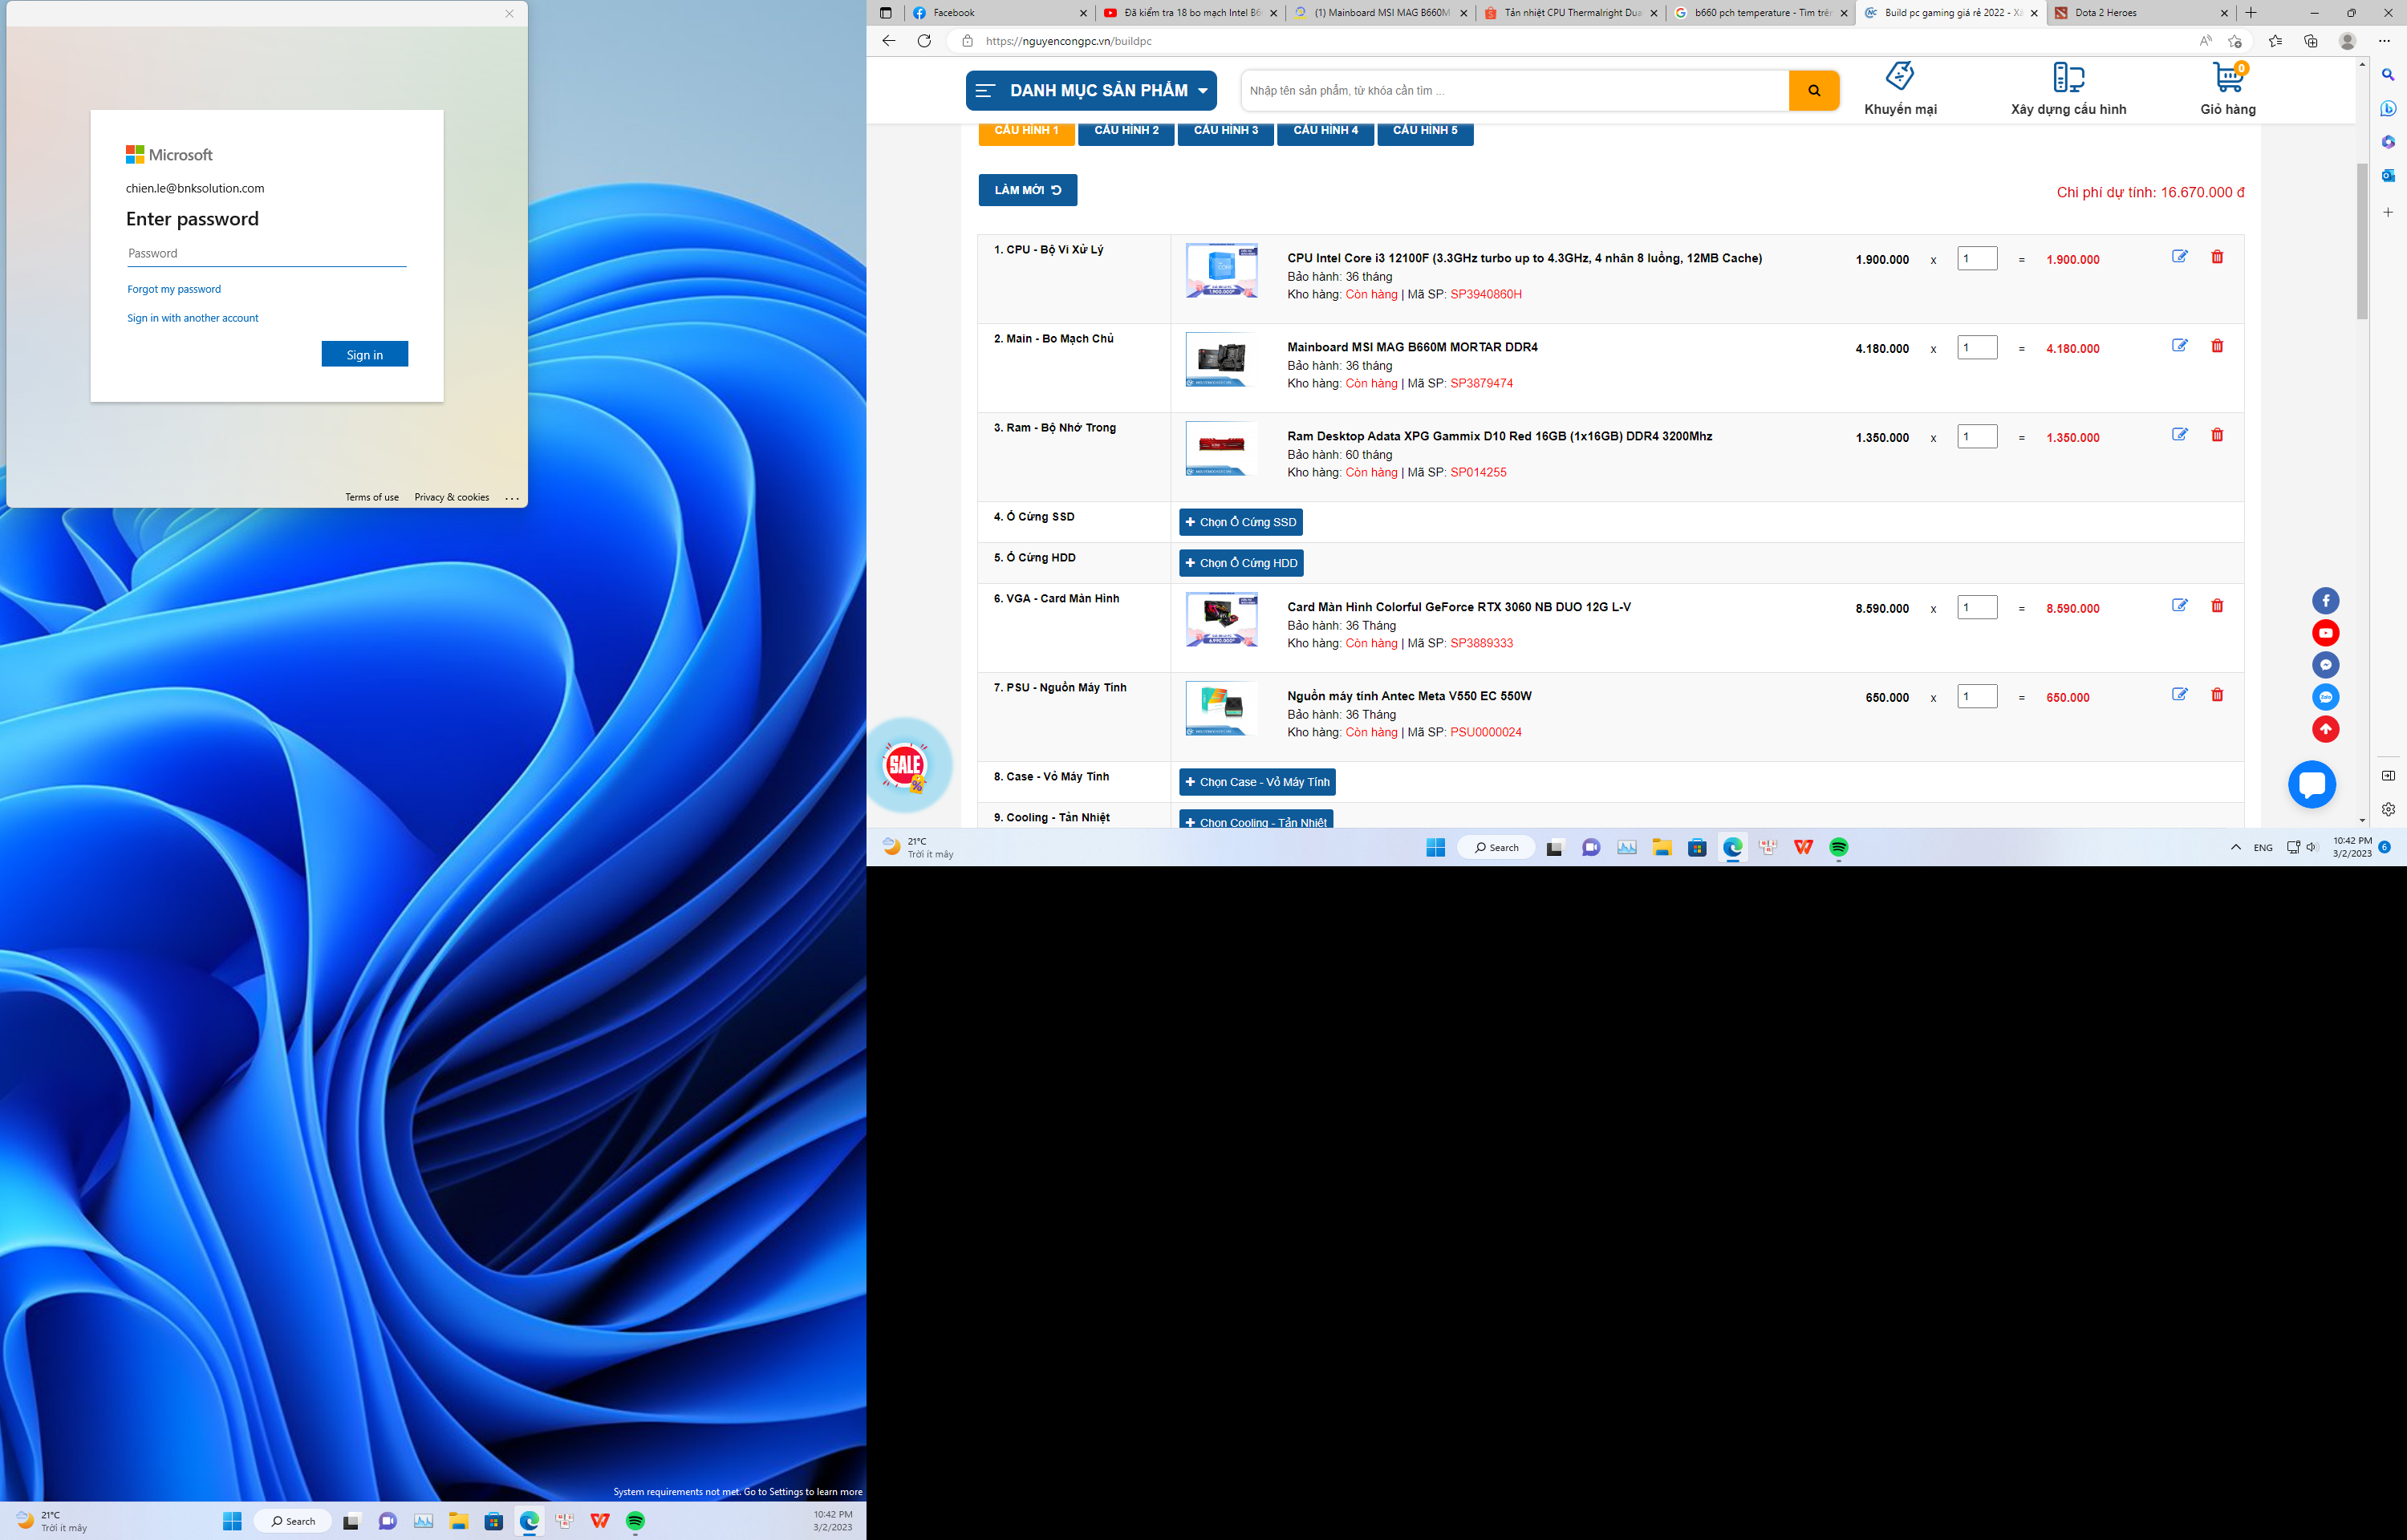 Microsoft
chien.le@bnksolution.com
Enter password
Password
Forgot my password
Sign in with another account
Sign in
Terms of use
Privacy & cookies
System requirements not met. Go to Settings to learn more
21°C
Trời ít mây
Search
10:42 PM
3/2/2023
Facebook
Đã kiểm tra 18 bo mạch Intel B6
(1) Mainboard MSI MAG B660M
Tản nhiệt CPU Thermalright Dua
b660 pch temperature - Tìm trên
Build pc gaming giá rẻ 2022 - Xâ
Dota 2 Heroes
https://nguyencongpc.vn/buildpc
DANH MỤC SẢN PHẨM
Nhập tên sản phẩm, từ khóa cần tìm ...
Khuyến mại
Xây dựng cấu hình
0
Giỏ hàng
CẤU HÌNH 1
CẤU HÌNH 2
CẤU HÌNH 3
CẤU HÌNH 4
CẤU HÌNH 5
LÀM MỚI
Chi phí dự tính: 16.670.000 đ
1. CPU - Bộ Vi Xử Lý
CPU Intel Core i3 12100F (3.3GHz turbo up to 4.3GHz, 4 nhân 8 luồng, 12MB Cache)
Bảo hành: 36 tháng
Kho hàng: Còn hàng | Mã SP: SP3940860H
1.900.000 x 1 = 1.900.000
2. Main - Bo Mạch Chủ
Mainboard MSI MAG B660M MORTAR DDR4
Bảo hành: 36 tháng
Kho hàng: Còn hàng | Mã SP: SP3879474
4.180.000 x 1 = 4.180.000
3. Ram - Bộ Nhớ Trong
Ram Desktop Adata XPG Gammix D10 Red 16GB (1x16GB) DDR4 3200Mhz
Bảo hành: 60 tháng
Kho hàng: Còn hàng | Mã SP: SP014255
1.350.000 x 1 = 1.350.000
4. Ổ Cứng SSD
Chọn Ổ Cứng SSD
5. Ổ Cứng HDD
Chọn Ổ Cứng HDD
6. VGA - Card Màn Hình
Card Màn Hình Colorful GeForce RTX 3060 NB DUO 12G L-V
Bảo hành: 36 Tháng
Kho hàng: Còn hàng | Mã SP: SP3889333
8.590.000 x 1 = 8.590.000
7. PSU - Nguồn Máy Tính
Nguồn máy tính Antec Meta V550 EC 550W
Bảo hành: 36 Tháng
Kho hàng: Còn hàng | Mã SP: PSU0000024
650.000 x 1 = 650.000
8. Case - Vỏ Máy Tính
Chọn Case - Vỏ Máy Tính
9. Cooling - Tản Nhiệt
Chọn Cooling - Tản Nhiệt
SALE
%
21°C
Trời ít mây
Search
ENG
10:42 PM
3/2/2023
6